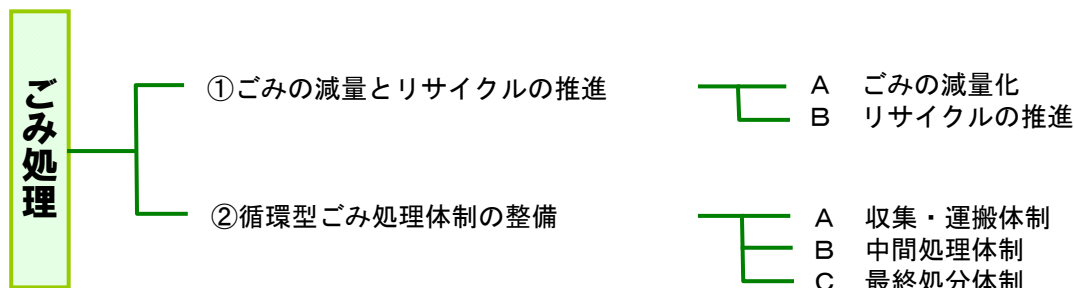 ごみ処理
①ごみの減量とリサイクルの推進
A ごみの減量化
B リサイクルの推進
②循環型ごみ処理体制の整備
A 収集・運搬体制
B 中間処理体制
C 最終処分体制